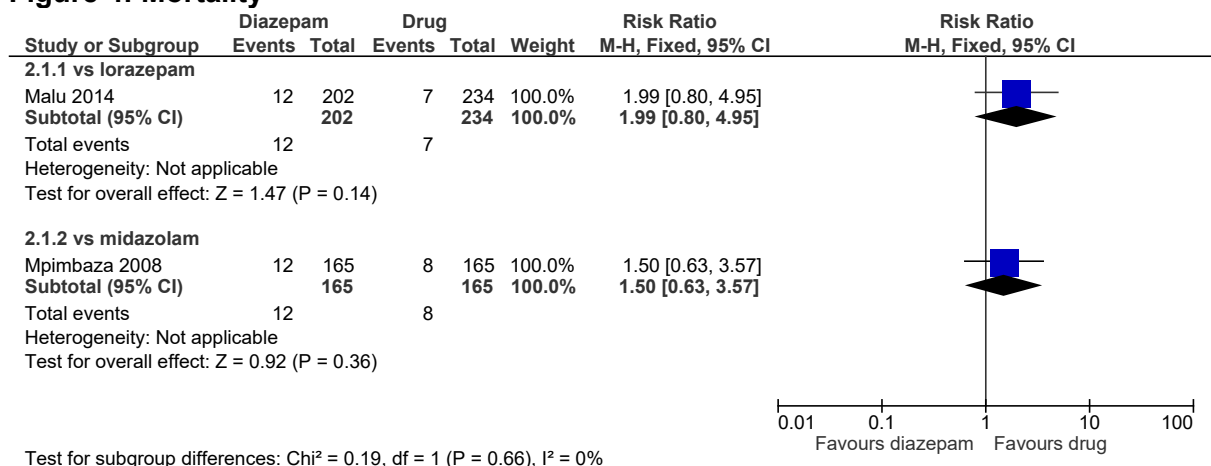 Figure 4: Mortality
Diazepam Drug Risk Ratio Risk Ratio
Study or Subgroup Events Total Events Total Weight M-H, Fixed, 95% CI M-H, Fixed, 95% CI
2.1.1 vs lorazepam
Malu 2014 12 202 7 234 100.0% 1.99 [0.80, 4.95]
Subtotal (95% CI) 202 234 100.0% 1.99 [0.80, 4.95]
Total events 12 7
Heterogeneity: Not applicable
Test for overall effect: Z = 1.47 (P = 0.14)
2.1.2 vs midazolam
Mpimbaza 2008 12 165 8 165 100.0% 1.50 [0.63, 3.57]
Subtotal (95% CI) 165 165 100.0% 1.50 [0.63, 3.57]
Total events 12 8
Heterogeneity: Not applicable
Test for overall effect: Z = 0.92 (P = 0.36)
0.01 0.1 1 10 100
Favours diazepam Favours drug
Test for subgroup differences: Chi² = 0.19, df = 1 (P = 0.66), I² = 0%